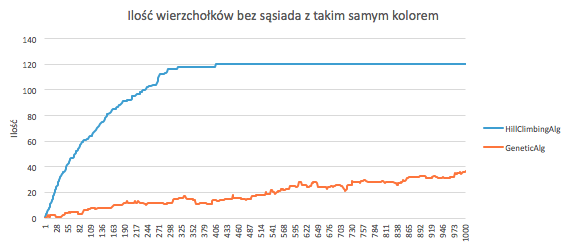 Ilość wierzchołków bez sąsiada z takim samym kolorem
140
120
100
80
60
40
20
0
Ilość
1 28 55 82 109 136 163 190 217 244 271 298 325 352 379 406 433 460 487 514 541 568 595 622 649 676 703 730 757 784 811 838 865 892 919 946 973 1000
HillClimbingAlg
GeneticAlg